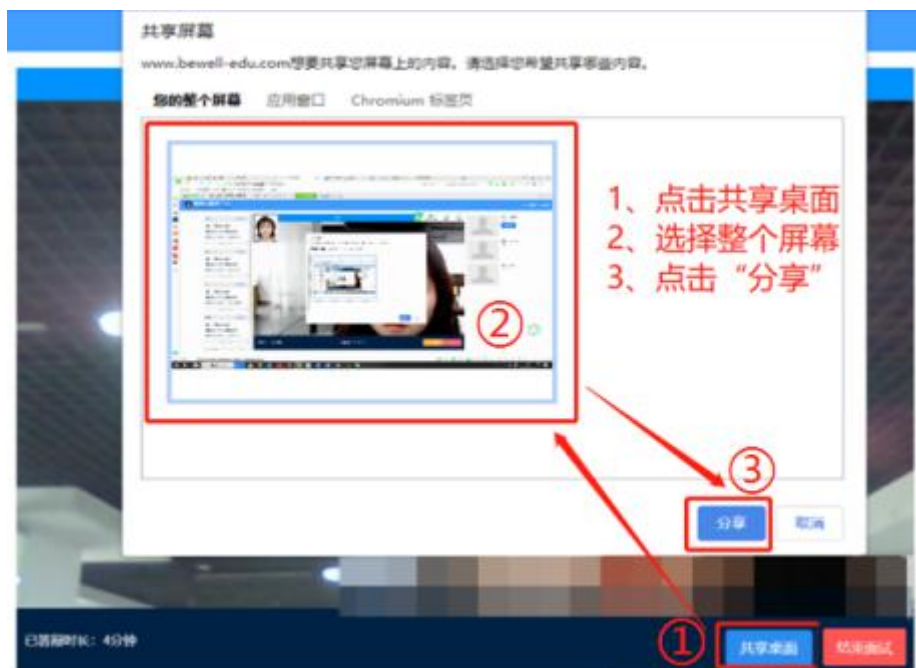 共享屏幕
www.bewell-edu.com想要共享您屏幕上的内容。请选择您希望共享哪些内容。
您的整个屏幕 应用窗口 Chromium 标签页
1、点击共享桌面
2、选择整个屏幕
3、点击“分享”
②
③
分享 取消
已答辩时长：4分钟
① 共享桌面 结束面试